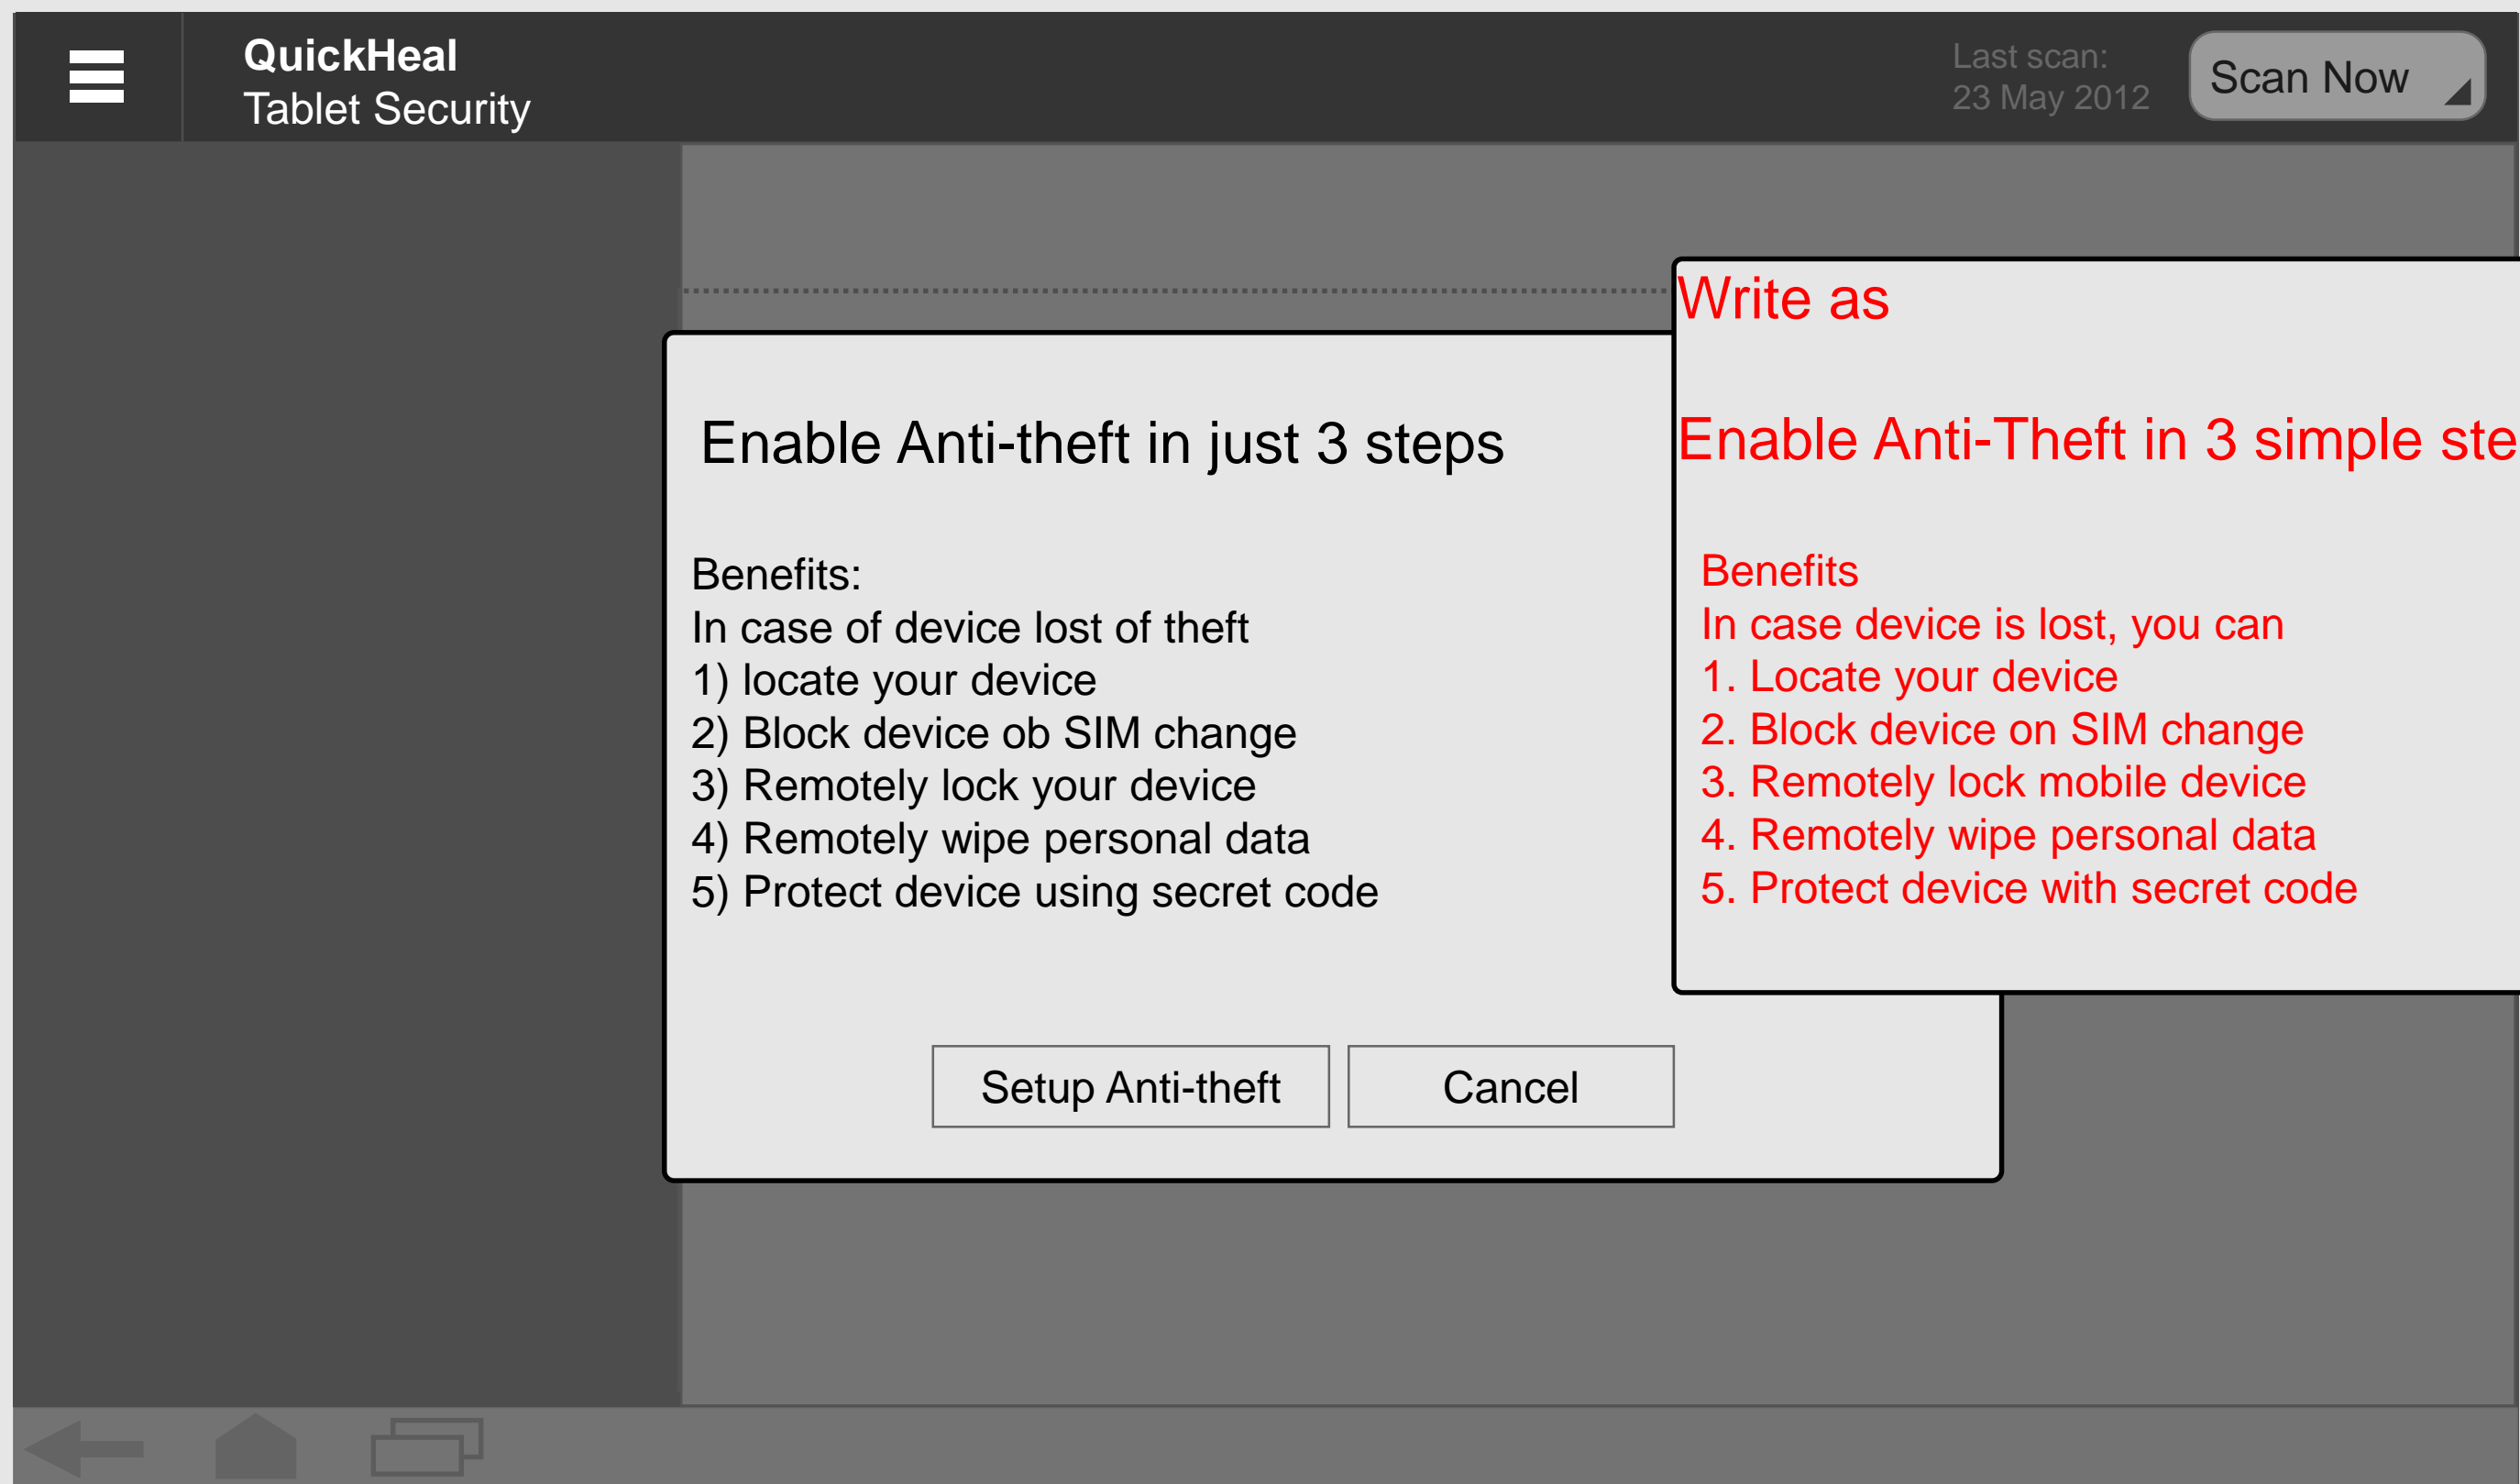 QuickHeal
Tablet Security
Last scan:
23 May 2012
Scan Now
Enable Anti-theft in just 3 steps
Benefits:
In case of device lost of theft
1) locate your device
2) Block device ob SIM change
3) Remotely lock your device
4) Remotely wipe personal data
5) Protect device using secret code
Setup Anti-theft
Cancel
Write as
Enable Anti-Theft in 3 simple
Benefits
In case device is lost, you can
1. Locate your device
2. Block device on SIM change
3. Remotely lock mobile device
4. Remotely wipe personal data
5. Protect device with secret code